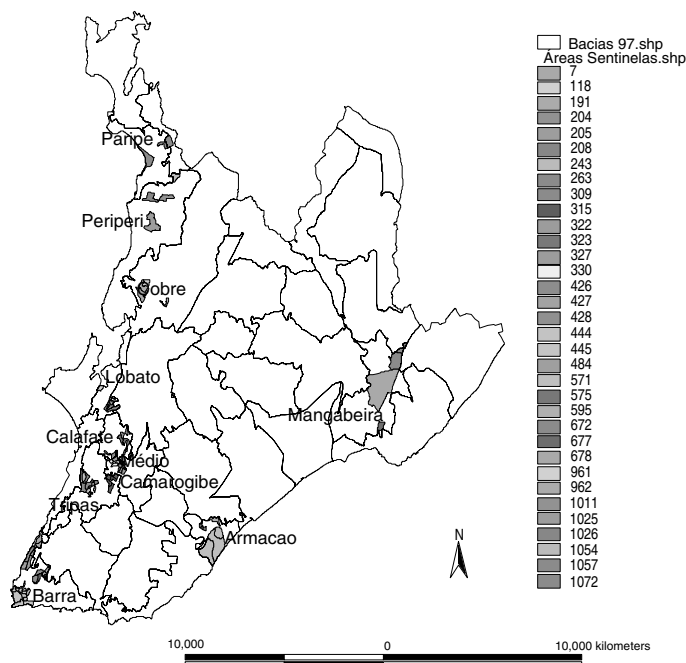 Bacias 97.shp
Áreas Sentinelas.shp
7
118
191
204
205
208
243
263
309
315
322
323
327
330
426
427
428
444
445
484
571
575
595
672
677
678
961
962
1011
1025
1026
1054
1057
1072
Paripe
Periperi
Cobre
Lobato
Mangabeira
Calafate
Médio
Camarogibe
Tripas
Armacao
Barra
N
10,000 0 10,000 kilometers